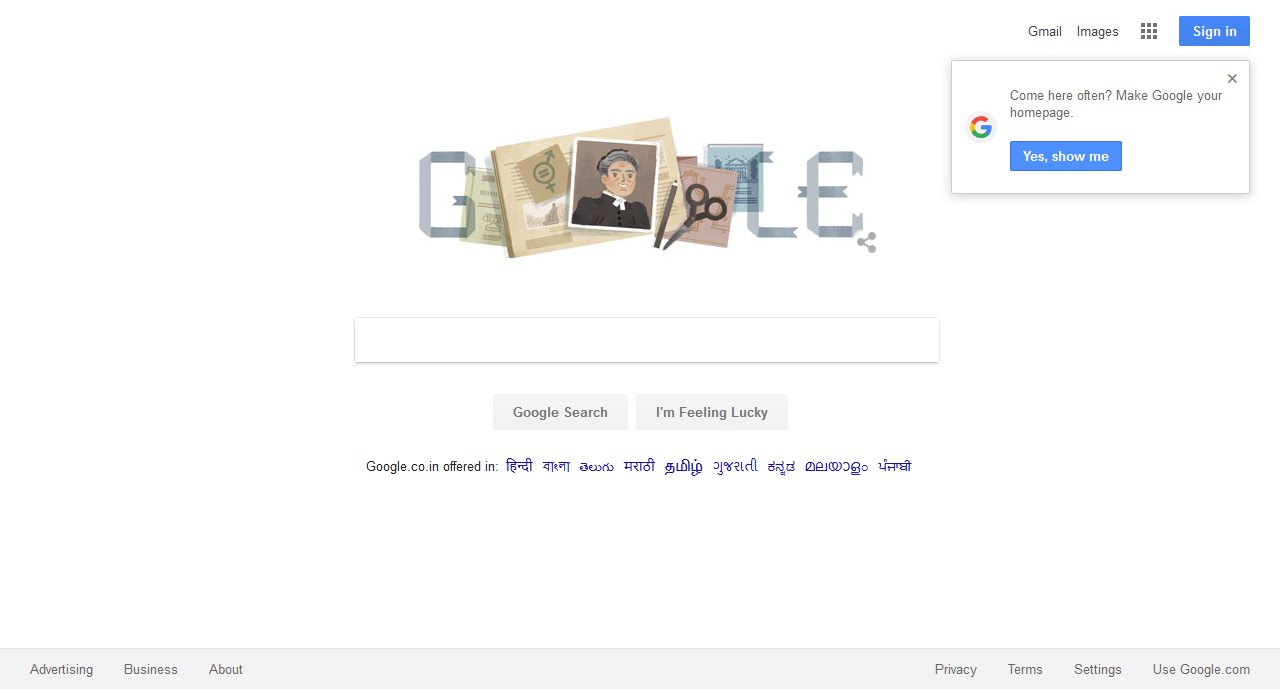 Gmail Images Sign in
Come here often? Make Google your
homepage.
Yes, show me
Google Search I'm Feeling Lucky
Google.co.in offered in: हिन्दी বাংলা తెలుగు मराठी தமிழ் ગુજરાતી ಕನ್ನಡ മലയാളം ਪੰਜਾਬੀ
Advertising Business About Privacy Terms Settings Use Google.com